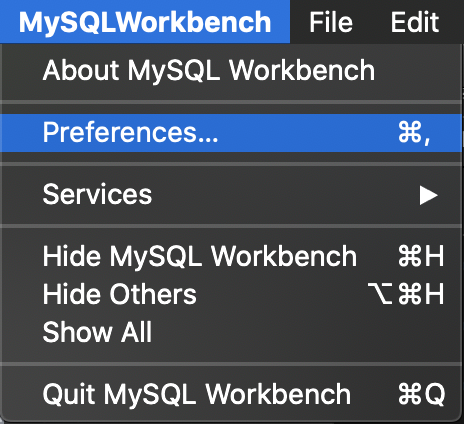 MySQLWorkbench File Edit
About MySQL Workbench
Preferences... ⌘,
Services ▶
Hide MySQL Workbench ⌘H
Hide Others ⌥⌘H
Show All
Quit MySQL Workbench ⌘Q